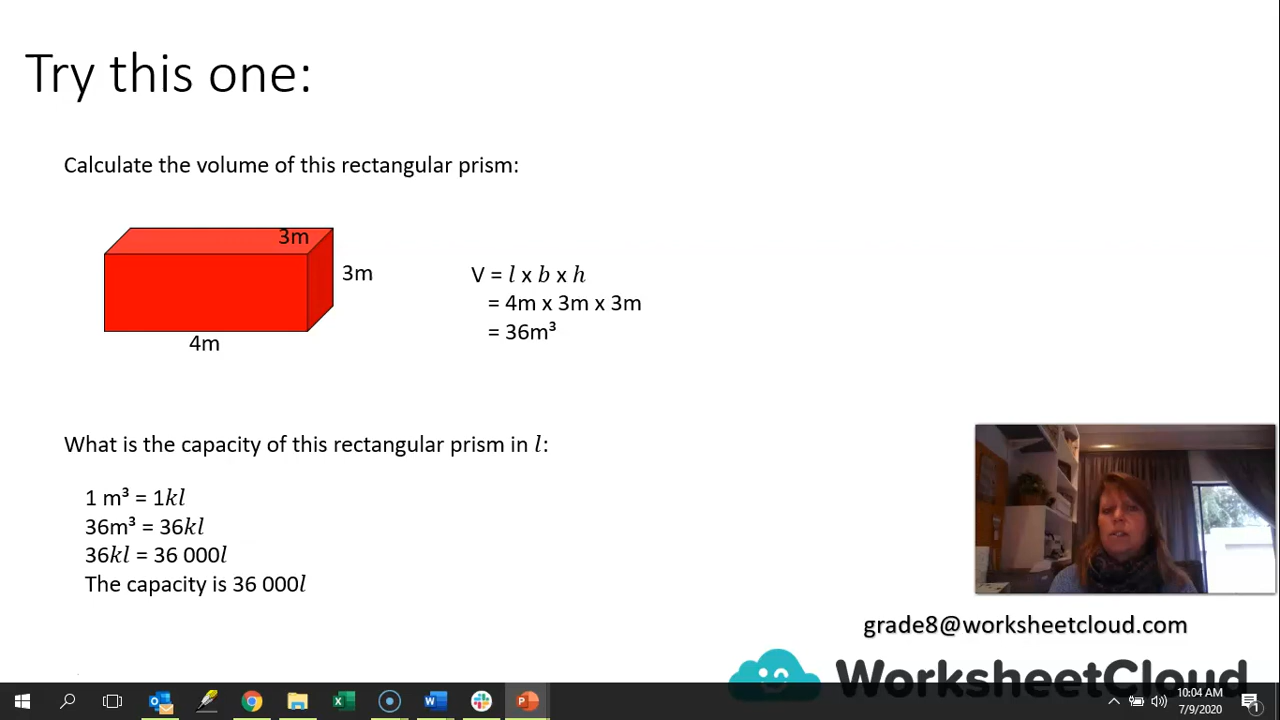 Try this one:
Calculate the volume of this rectangular prism:
3m
3m
4m
V = l x b x h
= 4m x 3m x 3m
= 36m³
What is the capacity of this rectangular prism in l:
1 m³ = 1kl
36m³ = 36kl
36kl = 36 000l
The capacity is 36 000l
grade8@worksheetcloud.com
WorksheetCloud
10:04 AM
7/9/2020